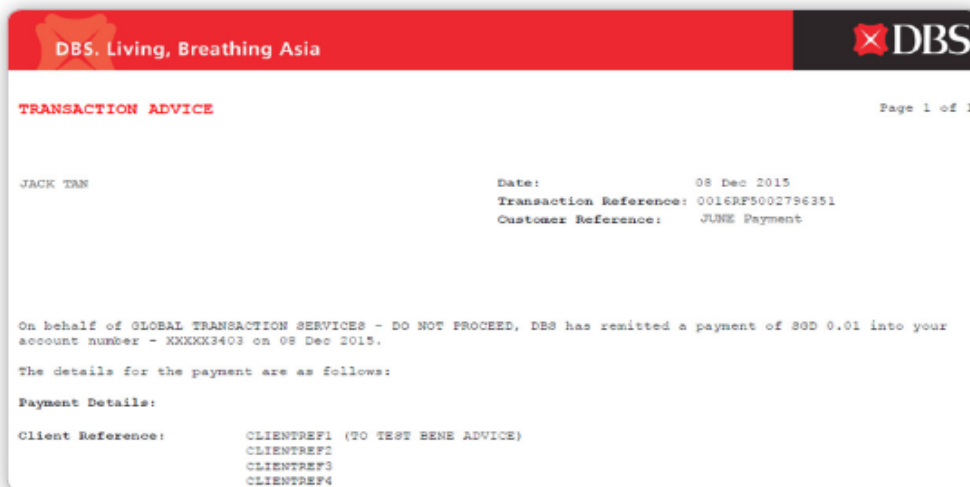 DBS. Living, Breathing Asia
DBS
TRANSACTION ADVICE
Page 1 of 1
JACK TAN
Date: 08 Dec 2015
Transaction Reference: 0016RF5002796351
Customer Reference: JUNE Payment
On behalf of GLOBAL TRANSACTION SERVICES - DO NOT PROCEED, DBS has remitted a payment of SGD 0.01 into your
account number - XXXXX3403 on 08 Dec 2015.
The details for the payment are as follows:
Payment Details:
Client Reference: CLIENTREF1 (TO TEST BENE ADVICE)
CLIENTREF2
CLIENTREF3
CLIENTREF4